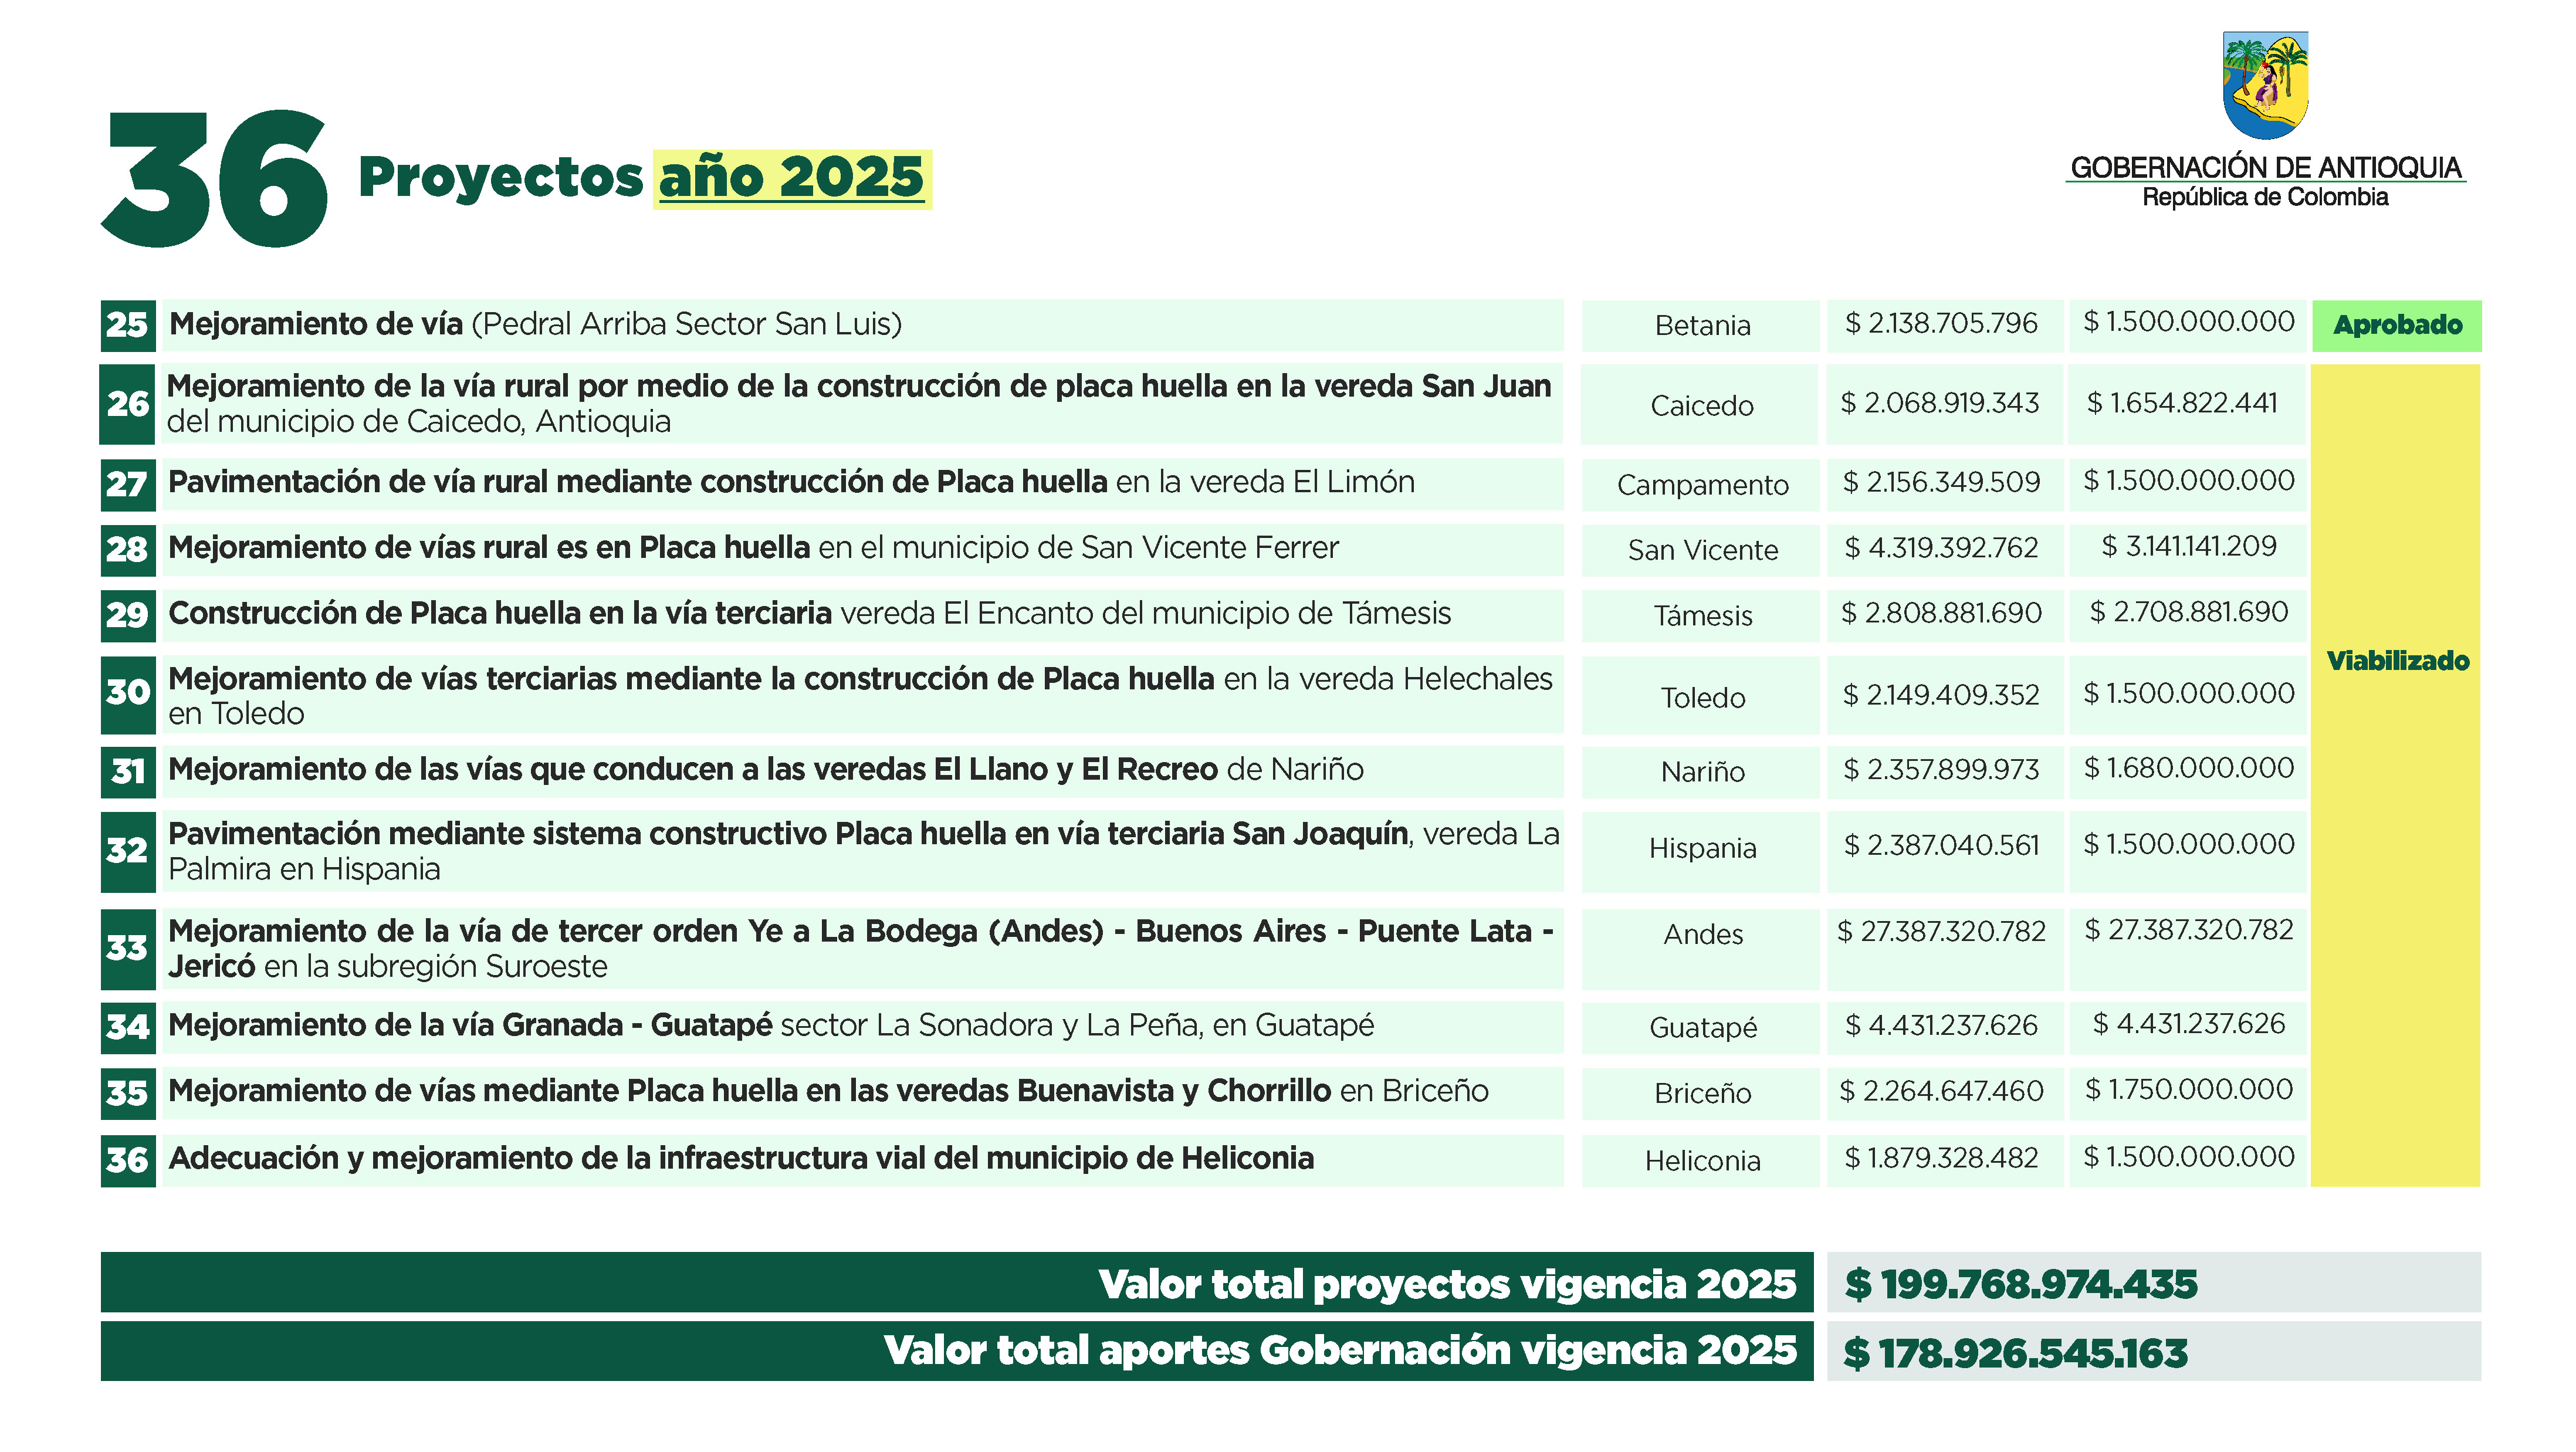 36 Proyectos año 2025
GOBERNACIÓN DE ANTIOQUIA
República de Colombia
25 Mejoramiento de vía (Pedral Arriba Sector San Luis) Betania $ 2.138.705.796 $ 1.500.000.000 Aprobado
26 Mejoramiento de la vía rural por medio de la construcción de placa huella en la vereda San Juan
del municipio de Caicedo, Antioquia Caicedo $ 2.068.919.343 $ 1.654.822.441
27 Pavimentación de vía rural mediante construcción de Placa huella en la vereda El Limón Campamento $ 2.156.349.509 $ 1.500.000.000
28 Mejoramiento de vías rural es en Placa huella en el municipio de San Vicente Ferrer San Vicente $ 4.319.392.762 $ 3.141.141.209
29 Construcción de Placa huella en la vía terciaria vereda El Encanto del municipio de Támesis Támesis $ 2.808.881.690 $ 2.708.881.690
Viabilizado
30 Mejoramiento de vías terciarias mediante la construcción de Placa huella en la vereda Helechales
en Toledo Toledo $ 2.149.409.352 $ 1.500.000.000
31 Mejoramiento de las vías que conducen a las veredas El Llano y El Recreo de Nariño Nariño $ 2.357.899.973 $ 1.680.000.000
32 Pavimentación mediante sistema constructivo Placa huella en vía terciaria San Joaquín, vereda La
Palmira en Hispania Hispania $ 2.387.040.561 $ 1.500.000.000
33 Mejoramiento de la vía de tercer orden Ye a La Bodega (Andes) - Buenos Aires - Puente Lata -
Jericó en la subregión Suroeste Andes $ 27.387.320.782 $ 27.387.320.782
34 Mejoramiento de la vía Granada - Guatapé sector La Sonadora y La Peña, en Guatapé Guatapé $ 4.431.237.626 $ 4.431.237.626
35 Mejoramiento de vías mediante Placa huella en las veredas Buenavista y Chorrillo en Briceño Briceño $ 2.264.647.460 $ 1.750.000.000
36 Adecuación y mejoramiento de la infraestructura vial del municipio de Heliconia Heliconia $ 1.879.328.482 $ 1.500.000.000
Valor total proyectos vigencia 2025 $ 199.768.974.435
Valor total aportes Gobernación vigencia 2025 $ 178.926.545.163